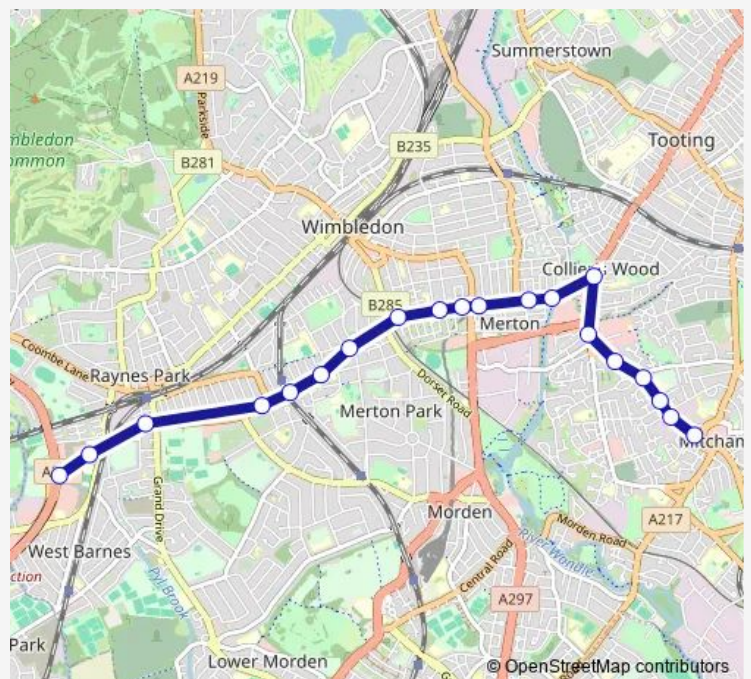 Summerstown
A219
Parkside
mbledon
ommon
B281
B235
Tooting
Wimbledon
Colliers Wood
B285
Merton
Coombe Lane
Raynes Park
Dorset Road
Merton Park
Mitcham
A
Grand Drive
Morden
A217
Morden Road
West Barnes
River Wandle
Central Road
ction
Pyl Brook
A297
Park
Lower Morden
© OpenStreetMap contributors